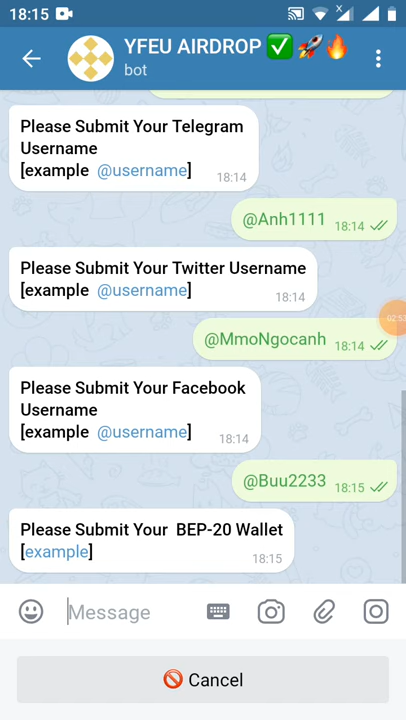 18:15
YFEU AIRDROP ✅🚀🔥
bot
Please Submit Your Telegram
Username
[example @username]
18:14
@Anh1111
18:14
Please Submit Your Twitter Username
[example @username]
18:14
@MmoNgocanh
18:14
02:53
Please Submit Your Facebook
Username
[example @username]
18:14
@Buu2233
18:15
Please Submit Your BEP-20 Wallet
[example]
18:15
Message
🚫 Cancel